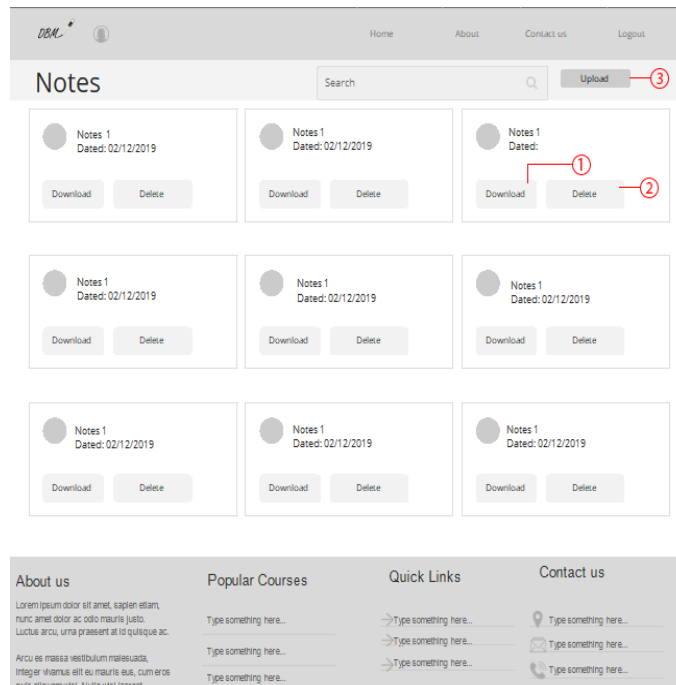 DBM
Home About Contact us Logout
Notes
Search
Upload
3
Notes 1
Dated: 02/12/2019
Download Delete
Notes 1
Dated: 02/12/2019
Download Delete
Notes 1
Dated:
1
Download Delete
2
Notes 1
Dated: 02/12/2019
Download Delete
Notes 1
Dated: 02/12/2019
Download Delete
Notes 1
Dated: 02/12/2019
Download Delete
Notes 1
Dated: 02/12/2019
Download Delete
Notes 1
Dated: 02/12/2019
Download Delete
Notes 1
Dated: 02/12/2019
Download Delete
About us
Lorem ipsum dolor sit amet, sapien etiam,
nunc amet dolor ac odio mauris justo.
Luctus arcu, urna praesent at id quisque ac.
Arcu es massa vestibulum malesuada,
integer vivamus elit eu mauris eus, cum eros
Popular Courses
Type something here...
Type something here...
Type something here...
Quick Links
Type something here...
Type something here...
Type something here...
Contact us
Type something here...
Type something here...
Type something here...